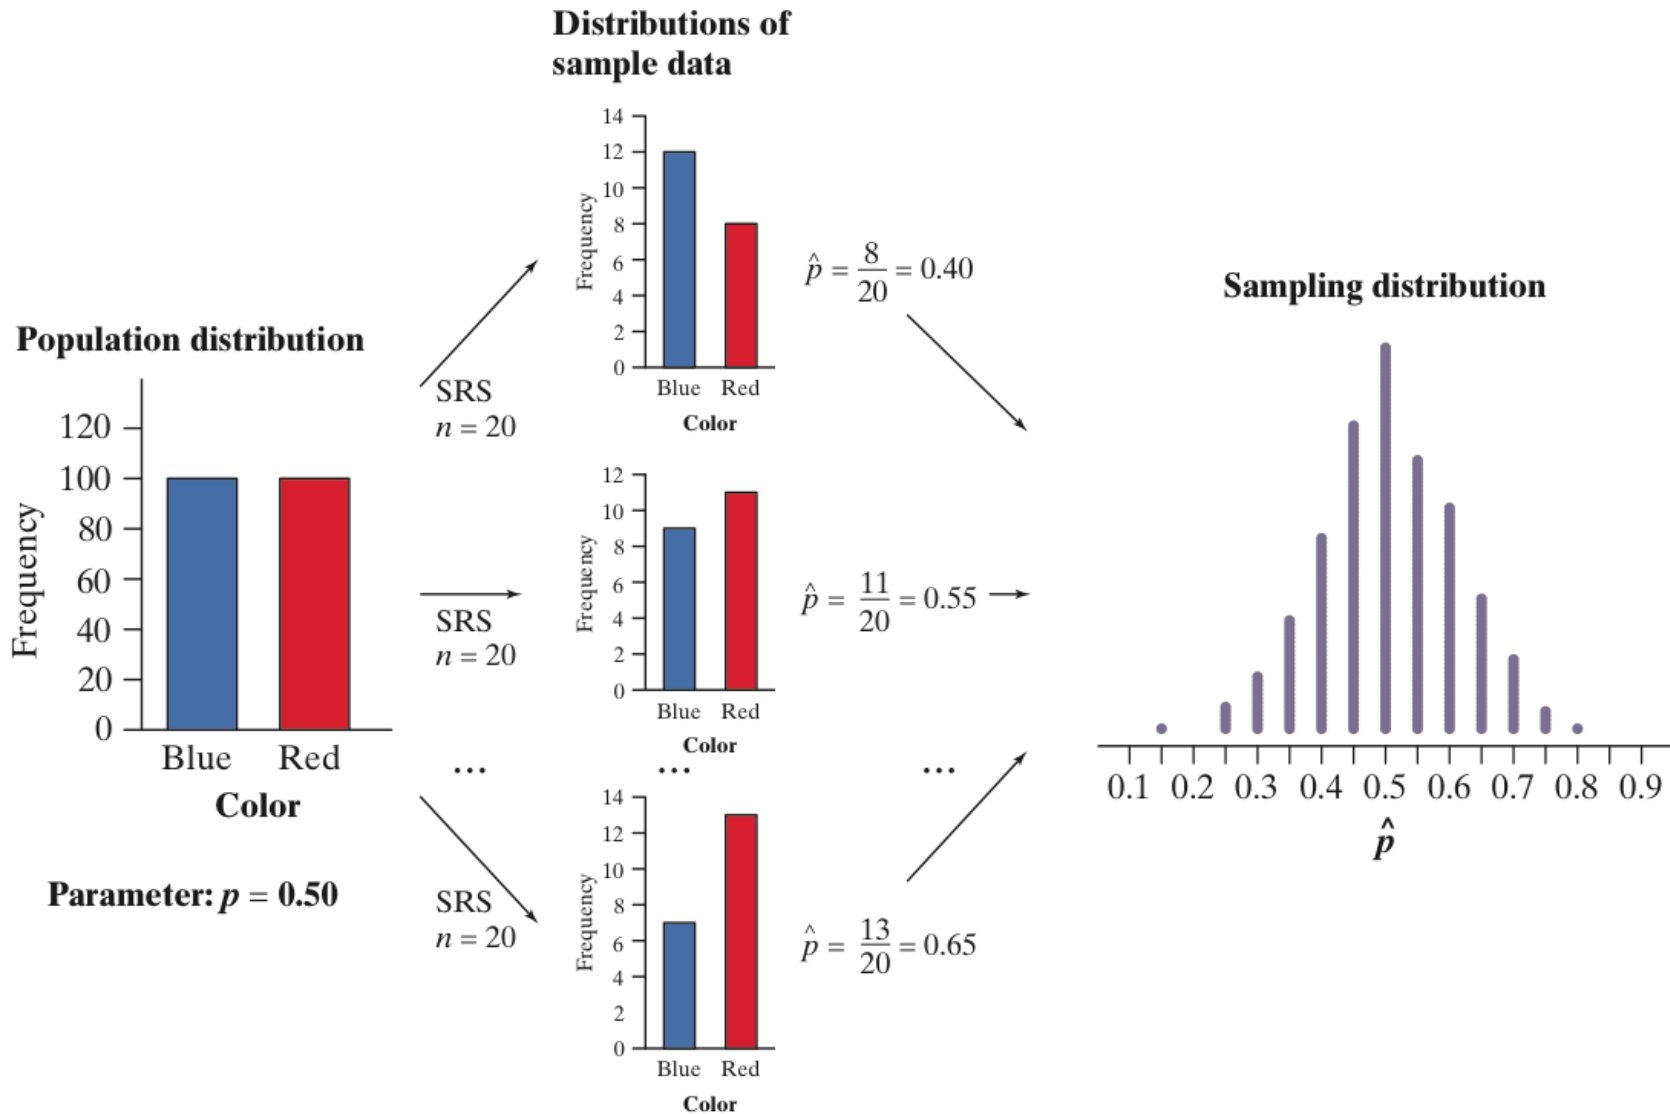 Distributions of
sample data
Population distribution
Frequency
120
100
80
60
40
20
0
Blue Red
Color
Parameter: p = 0.50
SRS
n = 20
SRS
n = 20
...
SRS
n = 20
Frequency
14
12
10
8
6
4
2
0
Blue Red
Color
p̂ = 8/20 = 0.40
Frequency
12
10
8
6
4
2
0
Blue Red
Color
p̂ = 11/20 = 0.55
...
...
Frequency
14
12
10
8
6
4
2
0
Blue Red
Color
p̂ = 13/20 = 0.65
Sampling distribution
0.1 0.2 0.3 0.4 0.5 0.6 0.7 0.8 0.9
p̂